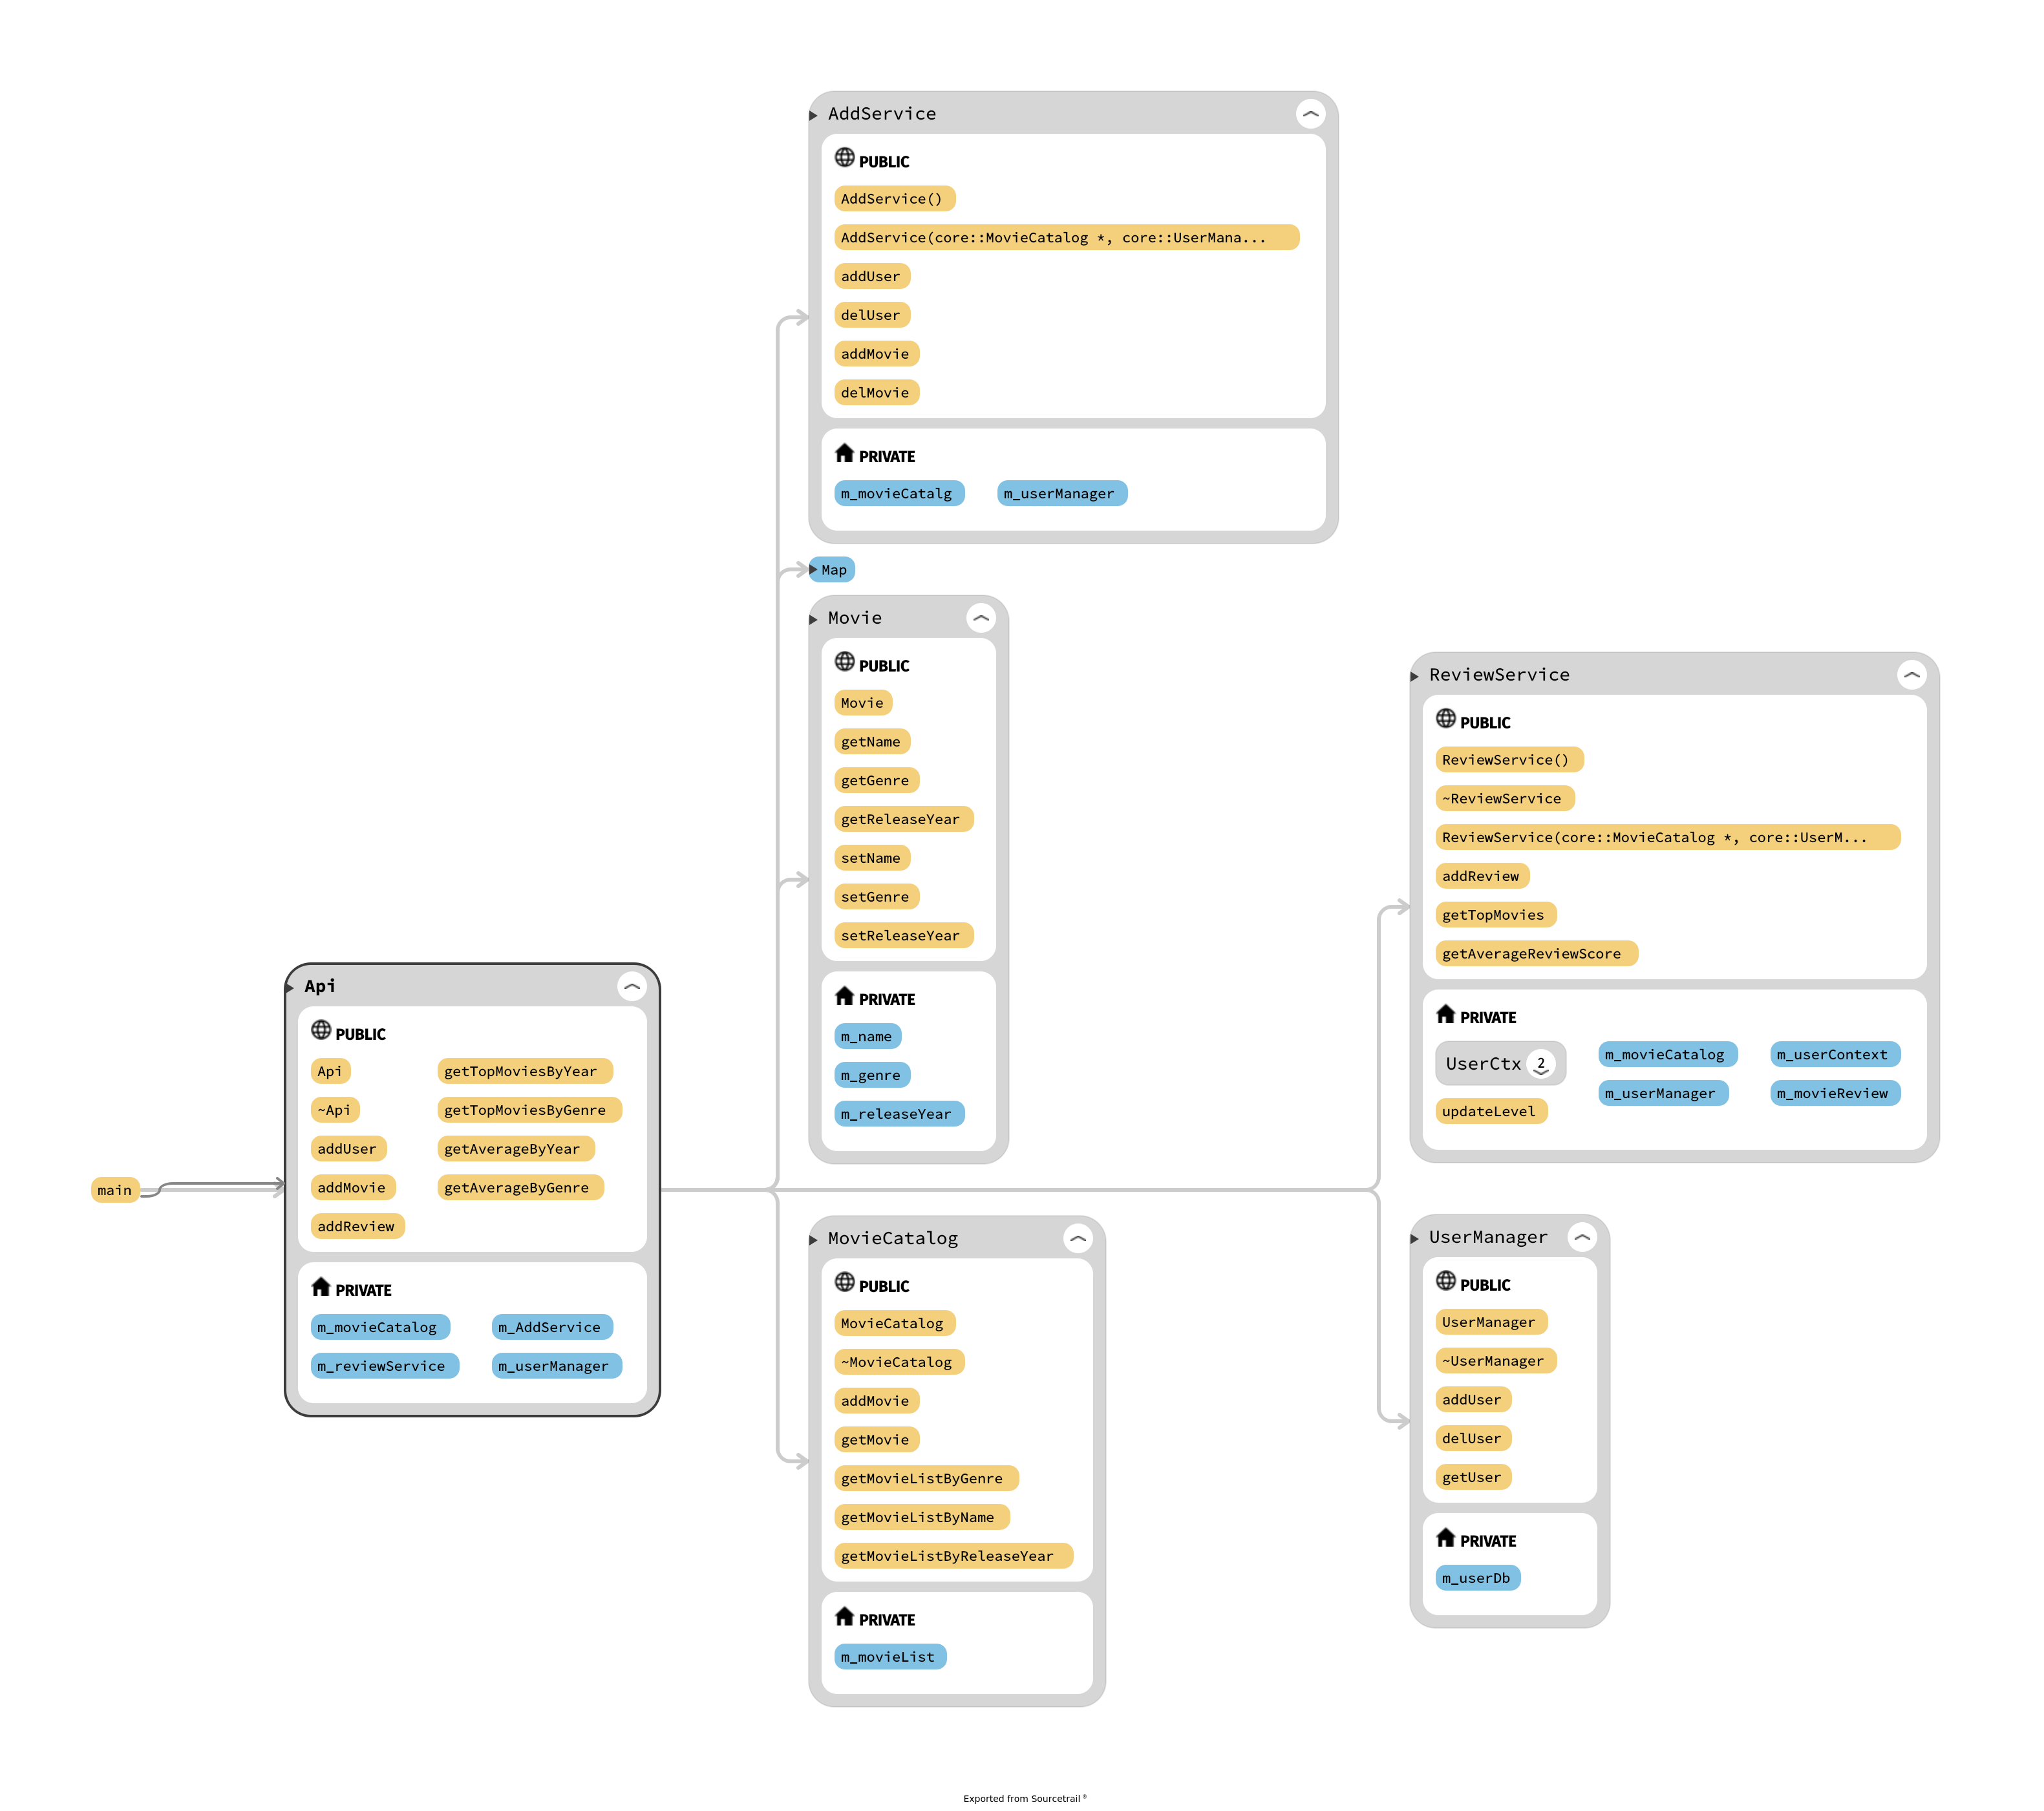 main
Api
PUBLIC
Api
getTopMoviesByYear
~Api
getTopMoviesByGenre
addUser
getAverageByYear
addMovie
getAverageByGenre
addReview
PRIVATE
m_movieCatalog
m_AddService
m_reviewService
m_userManager
AddService
PUBLIC
AddService()
AddService(core::MovieCatalog *, core::UserMana...
addUser
delUser
addMovie
delMovie
PRIVATE
m_movieCatalg
m_userManager
Map
Movie
PUBLIC
Movie
getName
getGenre
getReleaseYear
setName
setGenre
setReleaseYear
PRIVATE
m_name
m_genre
m_releaseYear
MovieCatalog
PUBLIC
MovieCatalog
~MovieCatalog
addMovie
getMovie
getMovieListByGenre
getMovieListByName
getMovieListByReleaseYear
PRIVATE
m_movieList
ReviewService
PUBLIC
ReviewService()
~ReviewService
ReviewService(core::MovieCatalog *, core::UserM...
addReview
getTopMovies
getAverageReviewScore
PRIVATE
UserCtx 2
m_movieCatalog
m_userContext
m_userManager
m_movieReview
updateLevel
UserManager
PUBLIC
UserManager
~UserManager
addUser
delUser
getUser
PRIVATE
m_userDb
Exported from Sourcetrail ®